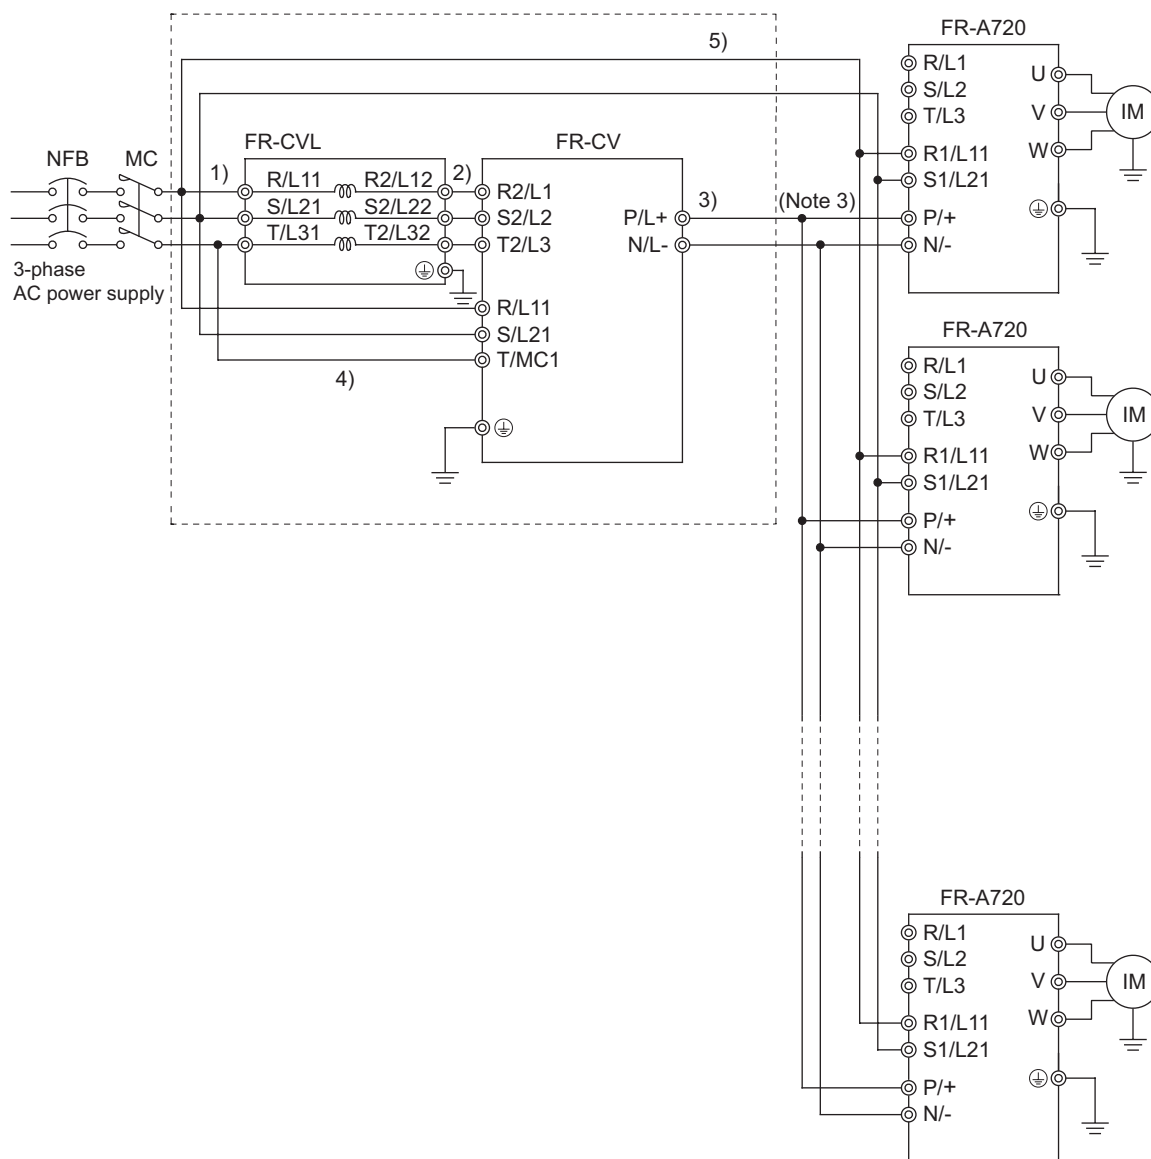 5)
FR-A720
R/L1
S/L2
T/L3
R1/L11
S1/L21
P/+
N/-
U
V
W
IM
NFB
MC
3-phase
AC power supply
1)
FR-CVL
R/L11
R2/L12
S/L21
S2/L22
T/L31
T2/L32
2)
FR-CV
R2/L1
S2/L2
T2/L3
R/L11
S/L21
T/MC1
P/L+
N/L-
3)
(Note 3)
4)
FR-A720
R/L1
S/L2
T/L3
R1/L11
S1/L21
P/+
N/-
U
V
W
IM
FR-A720
R/L1
S/L2
T/L3
R1/L11
S1/L21
P/+
N/-
U
V
W
IM